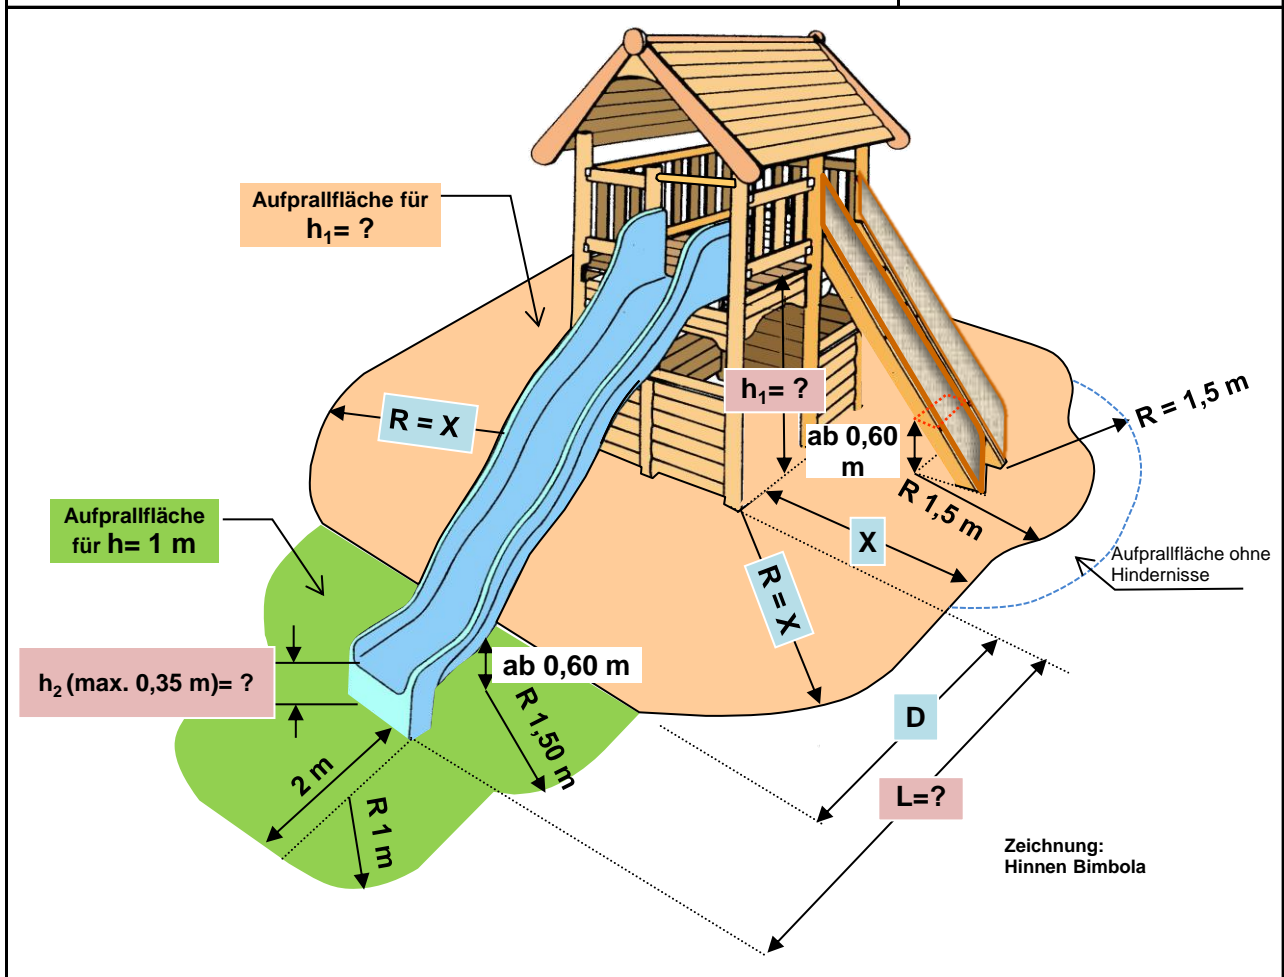 Aufprallfläche für
h₁= ?
R = X
h₁= ?
ab 0,60
m
R = 1,5 m
R 1,5 m
Aufprallfläche
für h= 1 m
X
R = X
Aufprallfläche ohne
Hindernisse
h₂ (max. 0,35 m)= ?
ab 0,60 m
R 1,50 m
D
2 m
L=?
R 1 m
Zeichnung:
Hinnen Bimbola